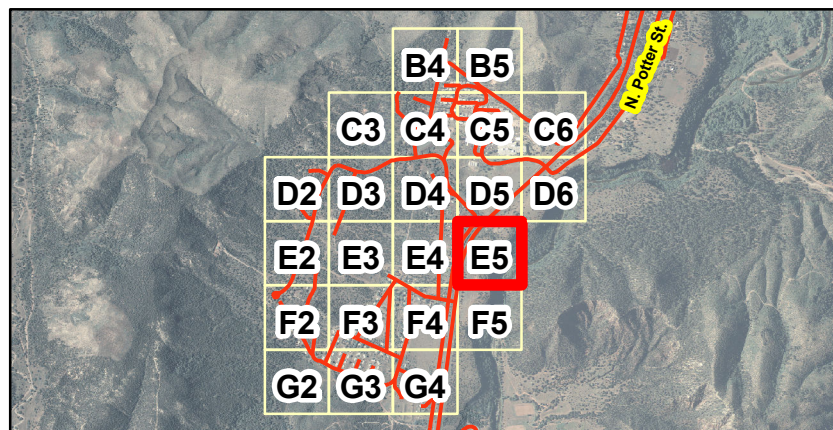 N. Potter St.
B4 B5
C3 C4 C5 C6
D2 D3 D4 D5 D6
E2 E3 E4 E5
F2 F3 F4 F5
G2 G3 G4